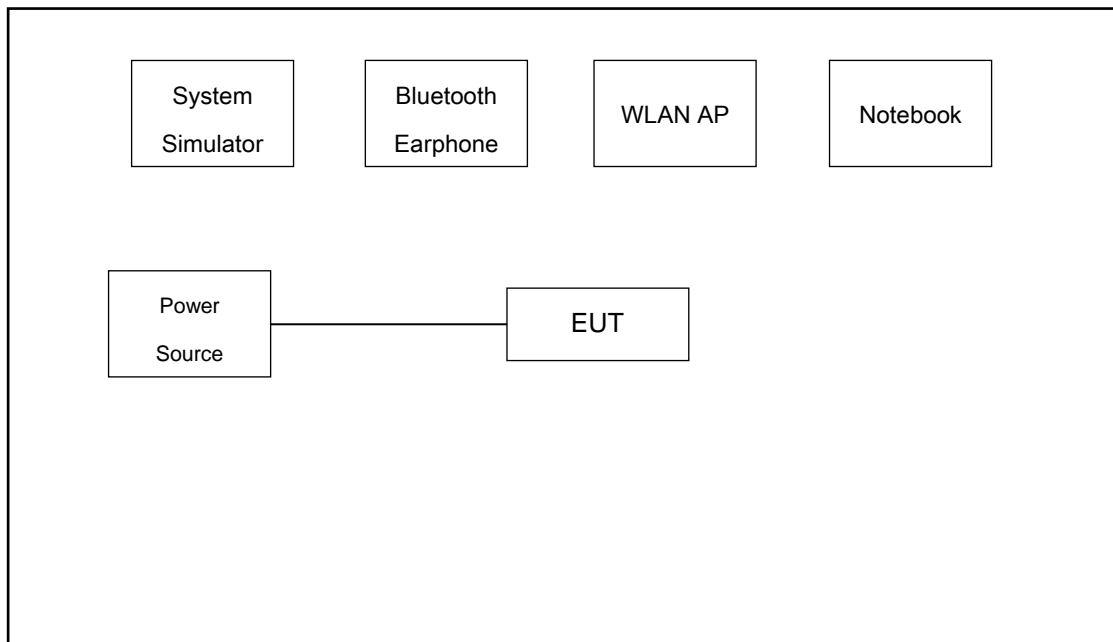 System
Simulator
Bluetooth
Earphone
WLAN AP
Notebook
Power
Source
EUT